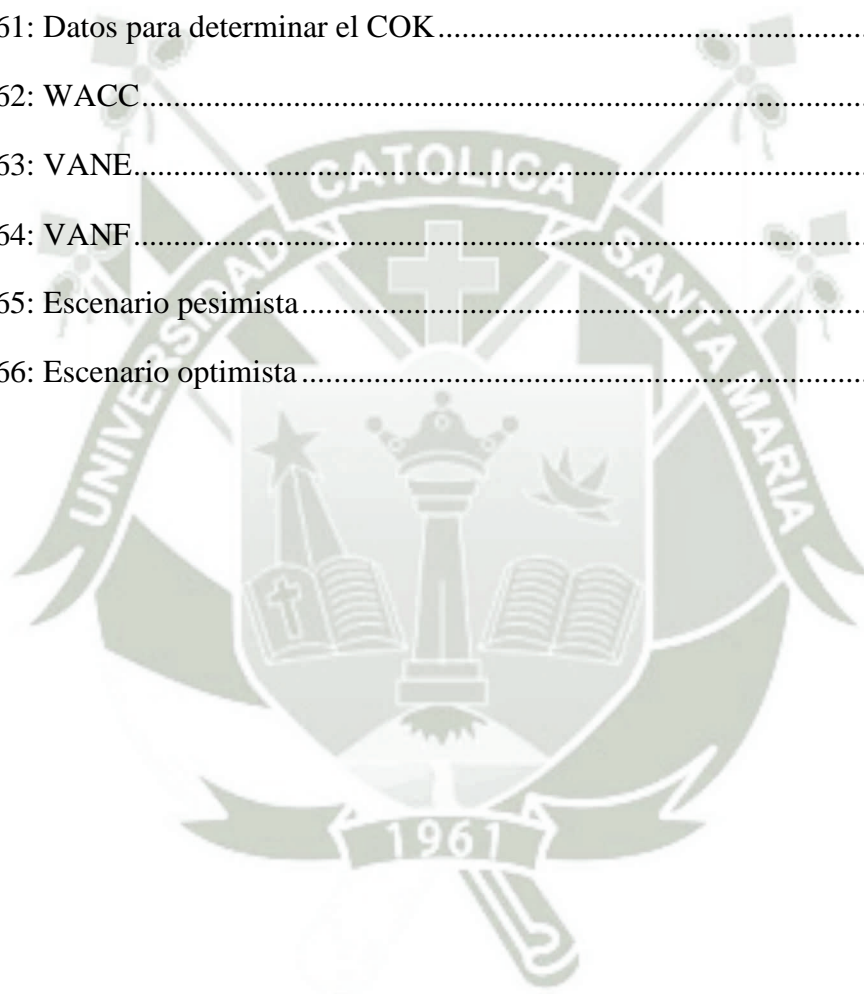 61: Datos para determinar el COK
62: WACC
63: VANE
64: VANF
65: Escenario pesimista
66: Escenario optimista
UNIVERSIDAD CATOLICA SANTA MARIA
1961